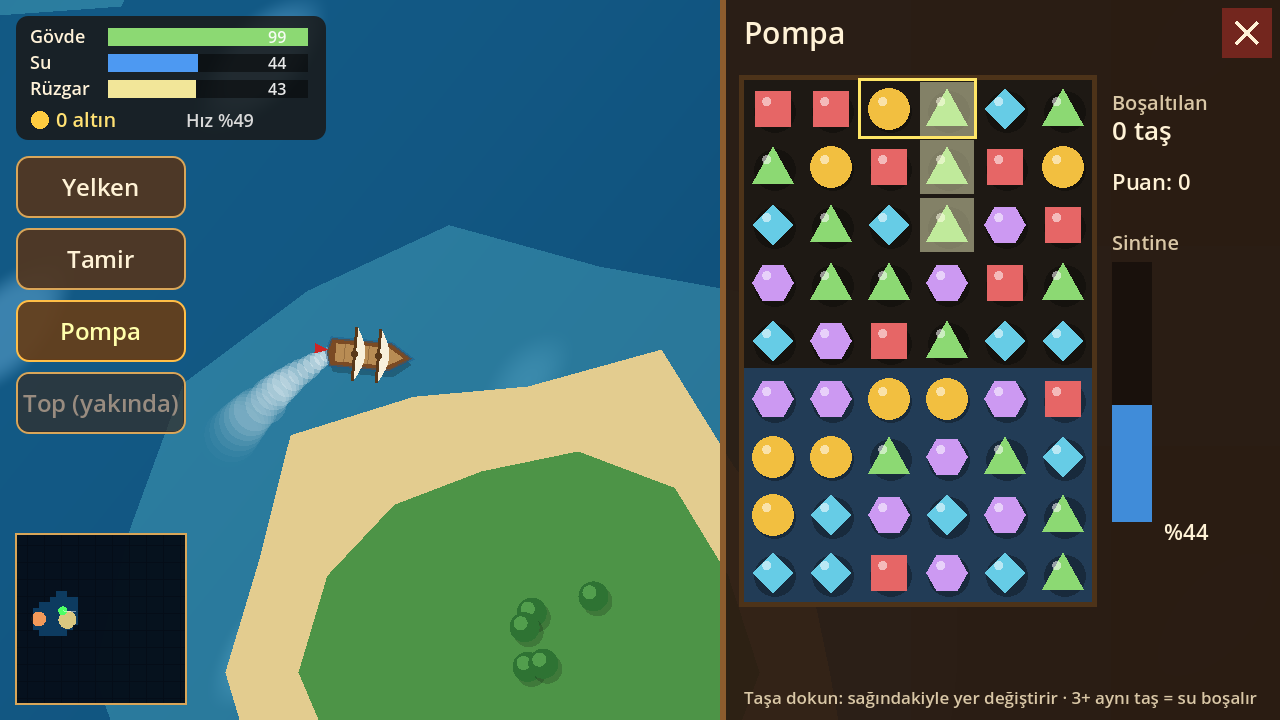 Gövde 99
Su 44
Rüzgar 43
0 altın Hız %49
Yelken
Tamir
Pompa
Top (yakında)
Pompa
Boşaltılan
0 taş
Puan: 0
Sintine
%44
Taşa dokun: sağındakiyle yer değiştirir · 3+ aynı taş = su boşalır